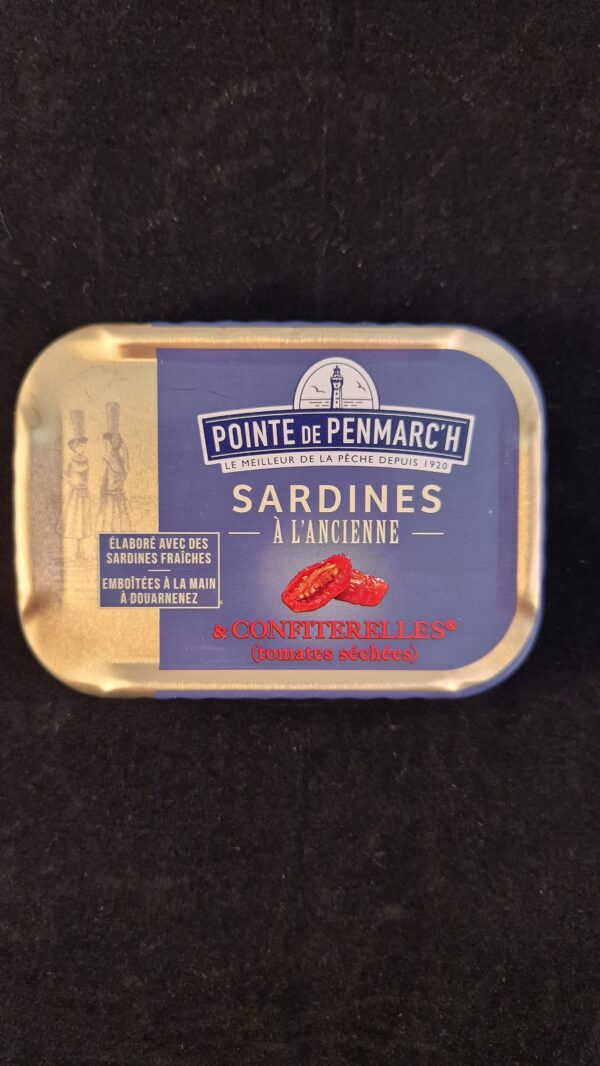 POINTE DE PENMARC'H
LE MEILLEUR DE LA PÊCHE DEPUIS 1920
SARDINES
À L'ANCIENNE
ÉLABORÉ AVEC DES
SARDINES FRAÎCHES
EMBOÎTÉES À LA MAIN
À DOUARNENEZ
& CONFITERELLES®
(tomates séchées)